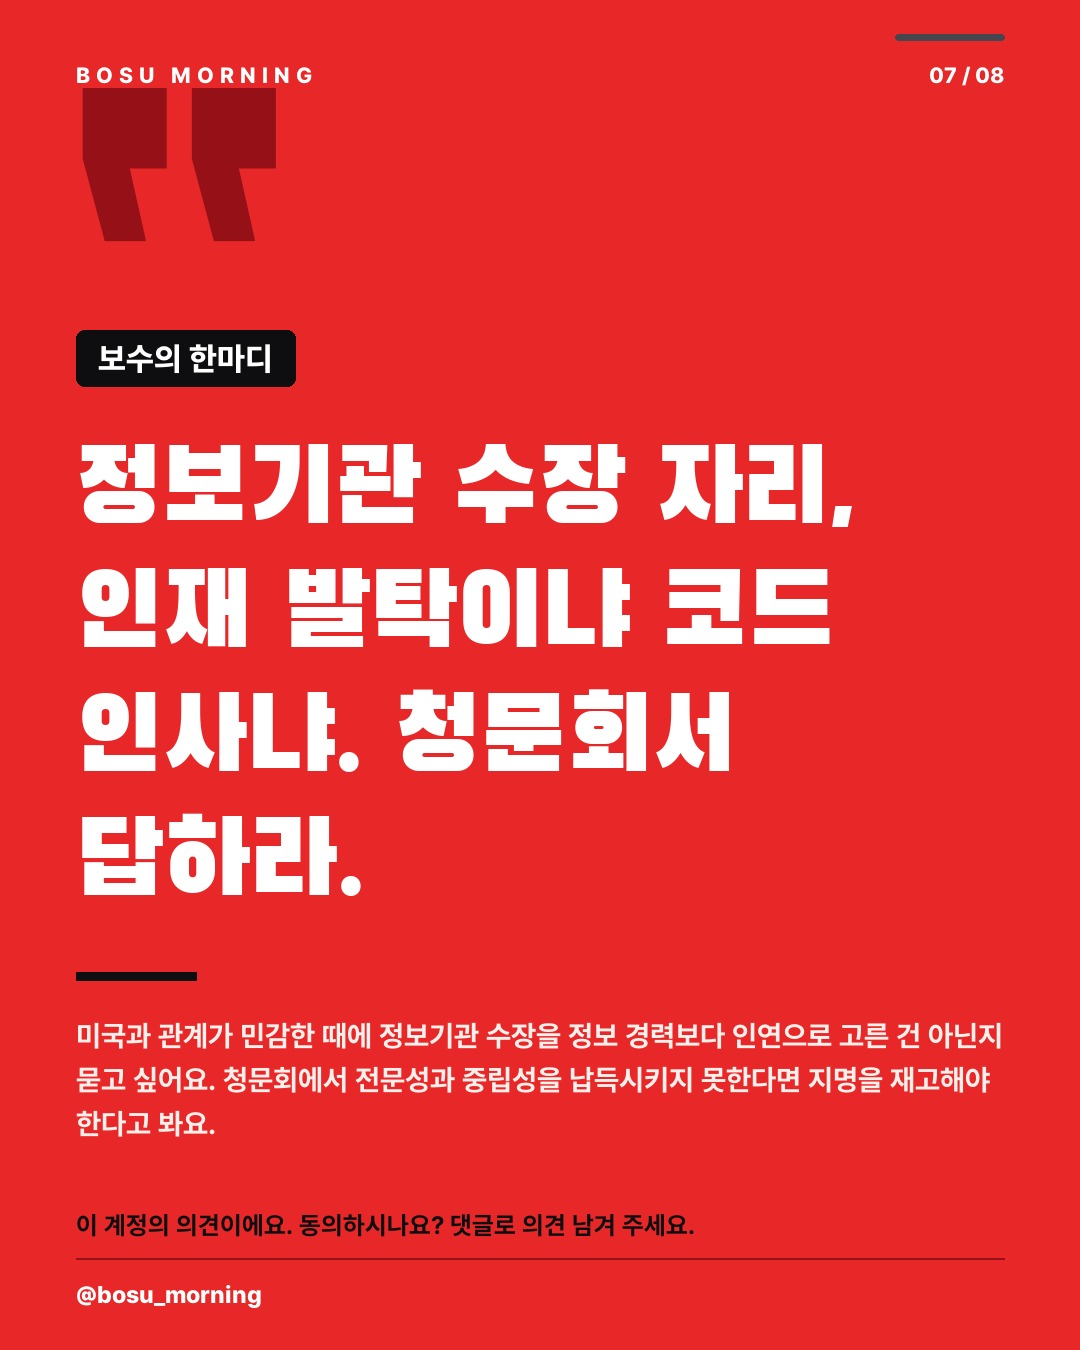 BOSU MORNING
07 / 08
보수의 한마디
정보기관 수장 자리,
인재 발탁이냐 코드
인사냐. 청문회서
답하라.
미국과 관계가 민감한 때에 정보기관 수장을 정보 경력보다 인연으로 고른 건 아닌지
묻고 싶어요. 청문회에서 전문성과 중립성을 납득시키지 못한다면 지명을 재고해야
한다고 봐요.
이 계정의 의견이에요. 동의하시나요? 댓글로 의견 남겨 주세요.
@bosu_morning